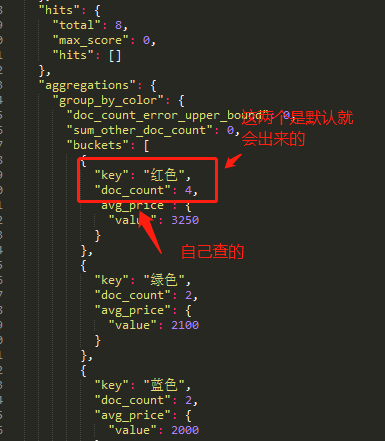 "hits": {
"total": 8,
"max_score": 0,
"hits": []
},
"aggregations": {
"group_by_color": {
"doc_count_error_upper_bound": 0,
"sum_other_doc_count": 0,
"buckets": [
{
"key": "红色",
"doc_count": 4,
"avg_price": {
"value": 3250
}
},
{
"key": "绿色",
"doc_count": 2,
"avg_price": {
"value": 2100
}
},
{
"key": "蓝色",
"doc_count": 2,
"avg_price": {
"value": 2000
这两个是默认就
会出来的
自己查的